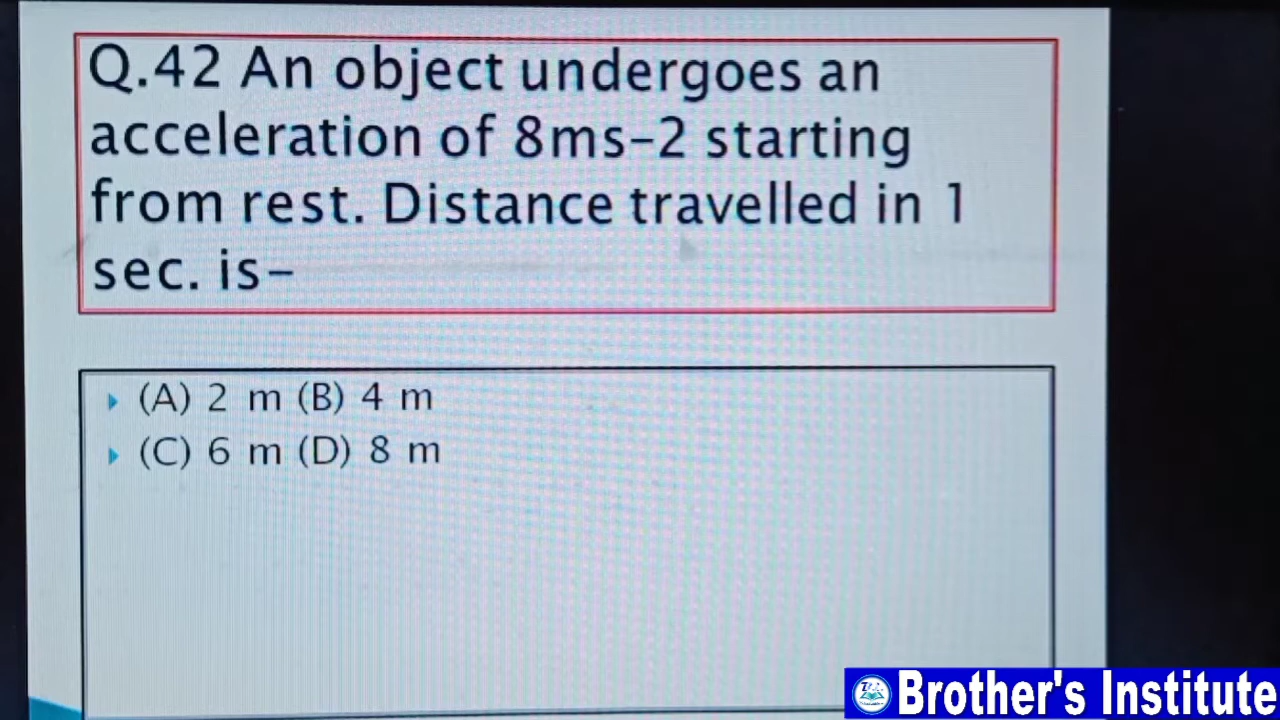 Q.42 An object undergoes an
acceleration of 8ms-2 starting
from rest. Distance travelled in 1
sec. is-
(A) 2 m (B) 4 m
(C) 6 m (D) 8 m
Brother's Institute